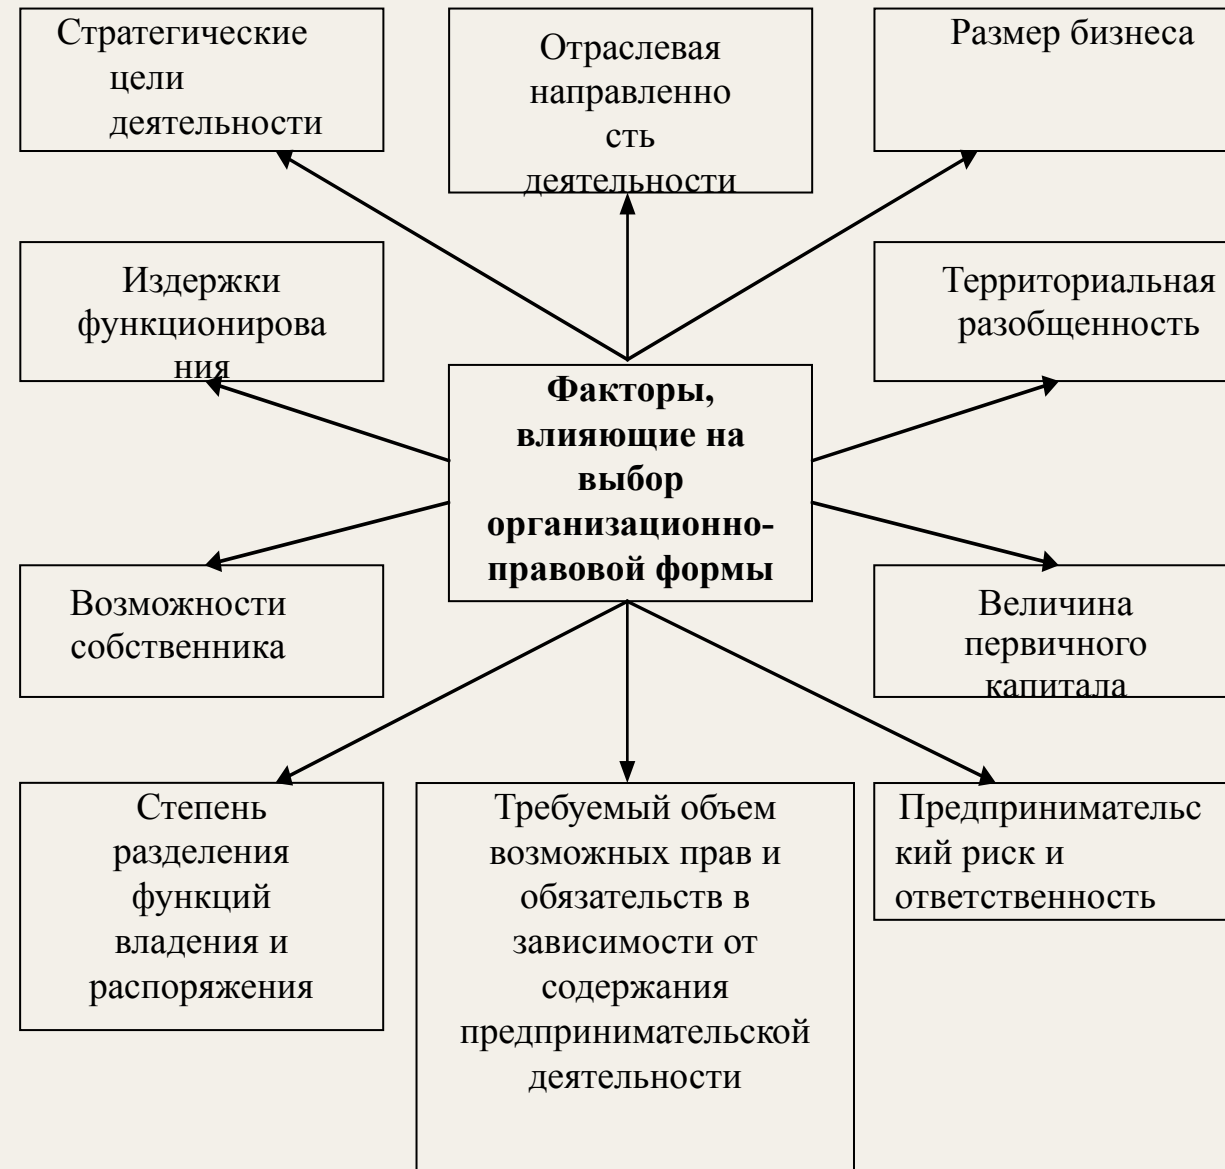 Стратегические
цели
деятельности
Отраслевая
направленно
сть
деятельности
Размер бизнеса
Издержки
функционирова
ния
Территориальная
разобщенность
Факторы,
влияющие на
выбор
организационно-
правовой формы
Возможности
собственника
Величина
первичного
капитала
Степень
разделения
функций
владения и
распоряжения
Требуемый объем
возможных прав и
обязательств в
зависимости от
содержания
предпринимательской
деятельности
Предпринимательс
кий риск и
ответственность